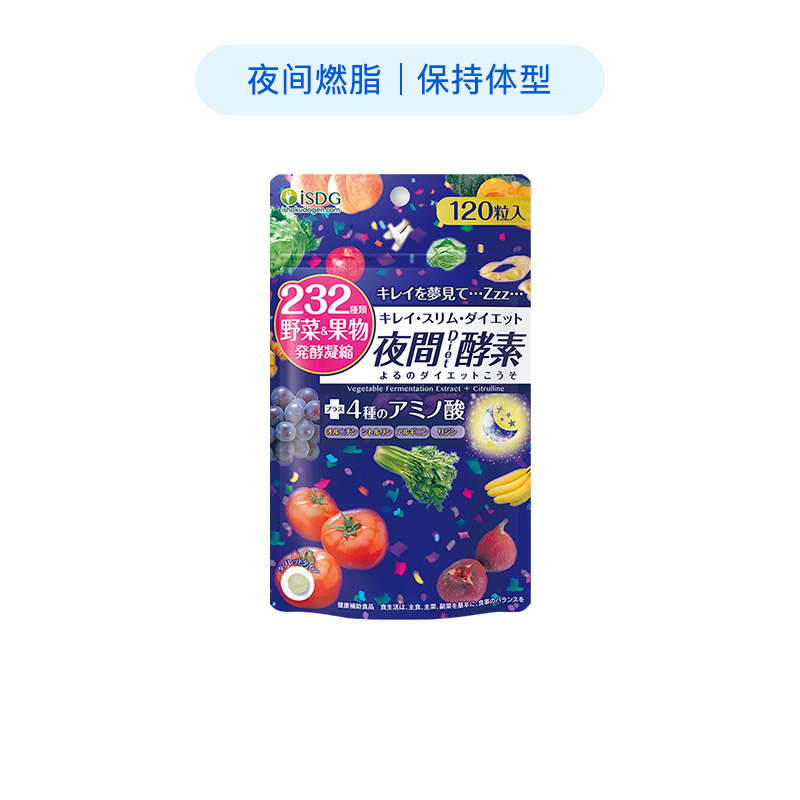 夜间燃脂｜保持体型
iSDG
ishokudogen.com
120粒入
232種類
野菜&果物
発酵凝縮
キレイを夢見て…Zzz…
キレイ・スリム・ダイエット
夜間Diet酵素
よるのダイエットこうそ
Vegetable Fermentation Extract + Citrulline
プラス4種のアミノ酸
オルニチン シトルリン アルギニン リジン
タブレットタイプ
健康補助食品 食生活は、主食、主菜、副菜を基本に、食事のバランスを